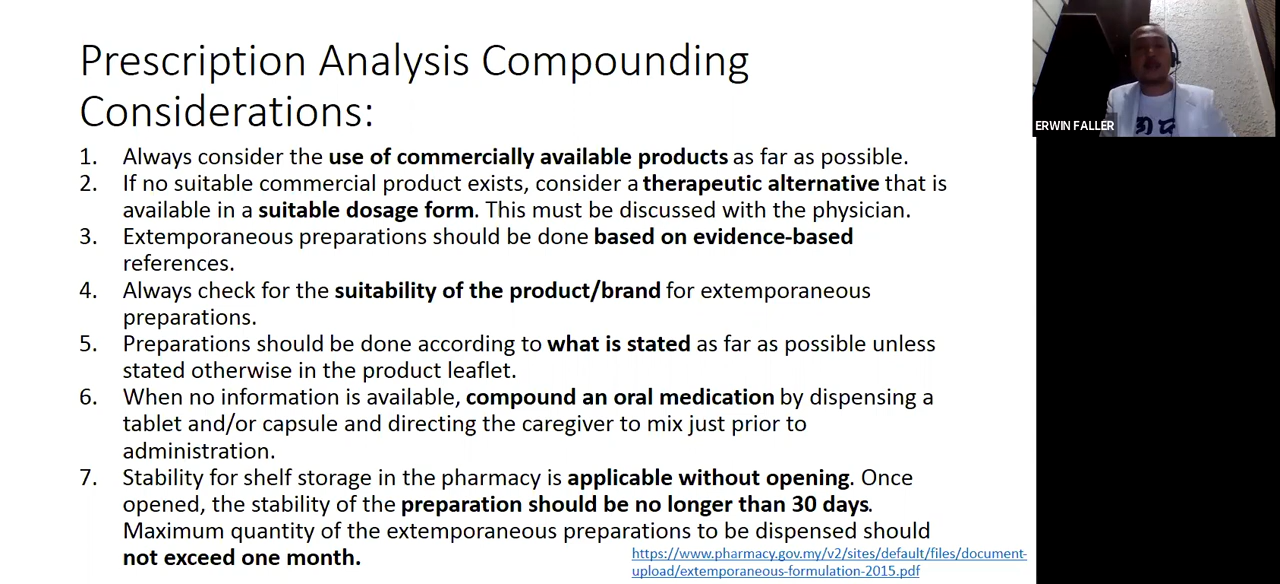 Prescription Analysis Compounding
Considerations:
1. Always consider the use of commercially available products as far as possible.
2. If no suitable commercial product exists, consider a therapeutic alternative that is
available in a suitable dosage form. This must be discussed with the physician.
3. Extemporaneous preparations should be done based on evidence-based
references.
4. Always check for the suitability of the product/brand for extemporaneous
preparations.
5. Preparations should be done according to what is stated as far as possible unless
stated otherwise in the product leaflet.
6. When no information is available, compound an oral medication by dispensing a
tablet and/or capsule and directing the caregiver to mix just prior to
administration.
7. Stability for shelf storage in the pharmacy is applicable without opening. Once
opened, the stability of the preparation should be no longer than 30 days.
Maximum quantity of the extemporaneous preparations to be dispensed should
not exceed one month.
https://www.pharmacy.gov.my/v2/sites/default/files/document-
upload/extemporaneous-formulation-2015.pdf
ERWIN FALLER